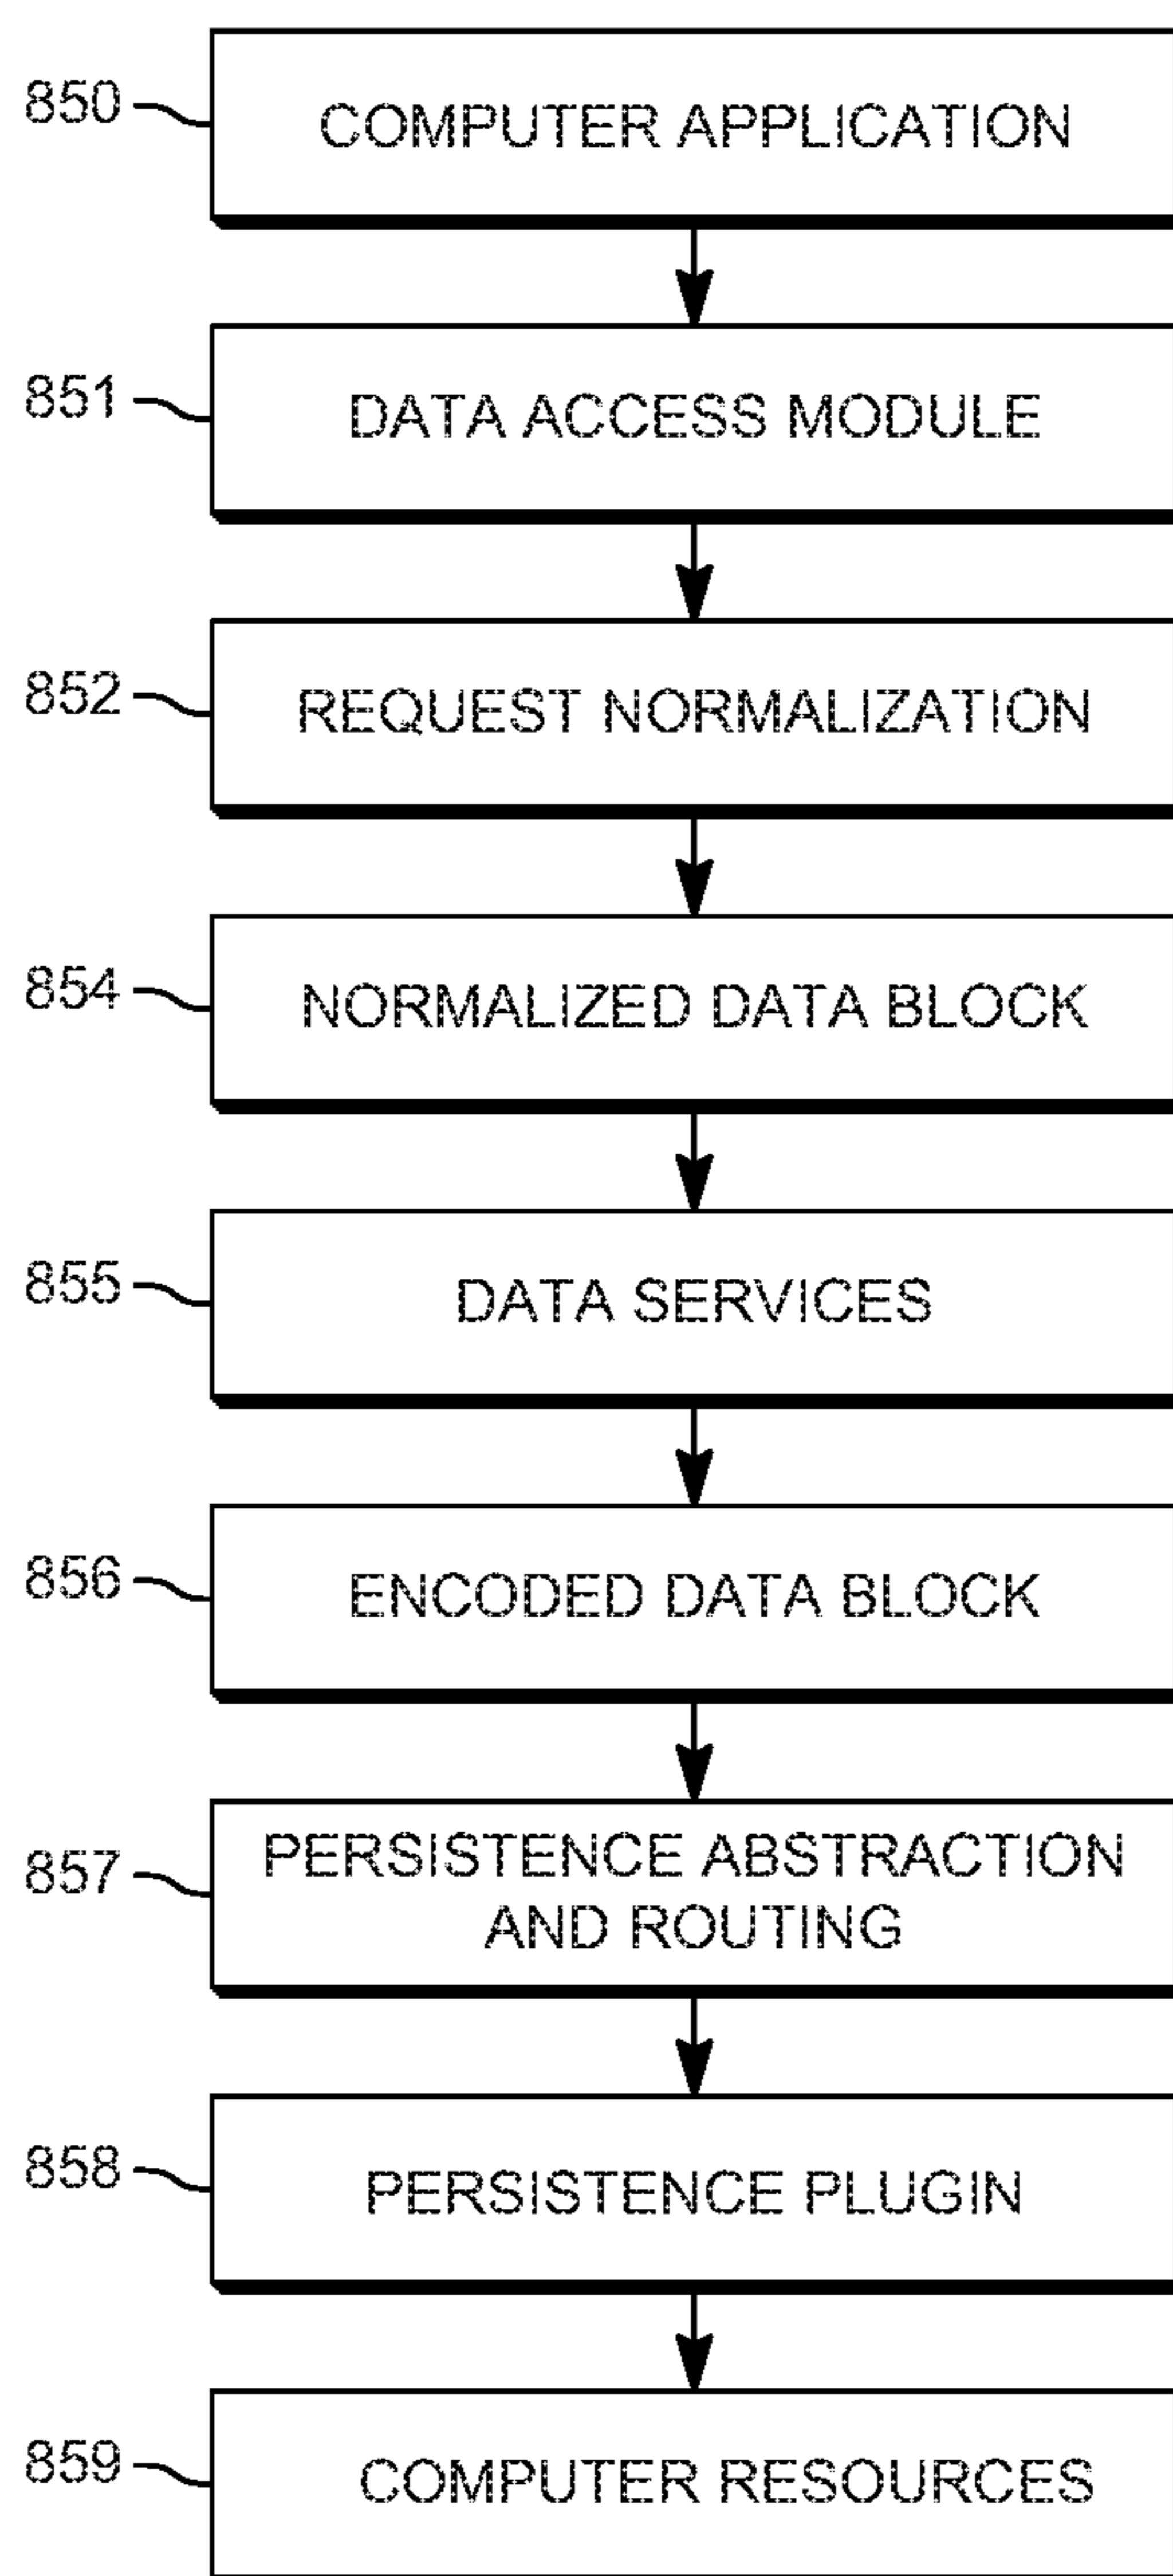 850 COMPUTER APPLICATION
851 DATA ACCESS MODULE
852 REQUEST NORMALIZATION
854 NORMALIZED DATA BLOCK
855 DATA SERVICES
856 ENCODED DATA BLOCK
857 PERSISTENCE ABSTRACTION
AND ROUTING
858 PERSISTENCE PLUGIN
859 COMPUTER RESOURCES